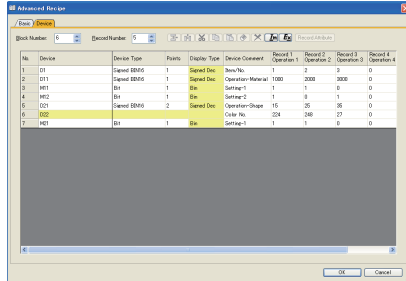 Advanced Recipe
Basic Device
Block Number: 6 Record Number: 5 Im Ex Record Attribute
No Device Device Type Points Display Type Device Comment Record 1 Operation 1 Record 2 Operation 2 Record 3 Operation 3 Record 4 Operation 4
1 D1 Signed BIN16 1 Signed Dec Item/No. 1 2 3 0
2 D11 Signed BIN16 1 Signed Dec Operation-Material 1000 2000 3000 0
3 M11 Bit 1 Bin Setting-1 1 1 0 0
4 M12 Bit 1 Bin Setting-2 1 0 1 0
5 D21 Signed BIN16 2 Signed Dec Operation-Shape 15 25 35 0
6 D22 Color No. 224 248 27 0
7 M21 Bit 1 Bin Setting-1 1 1 0 0
OK Cancel